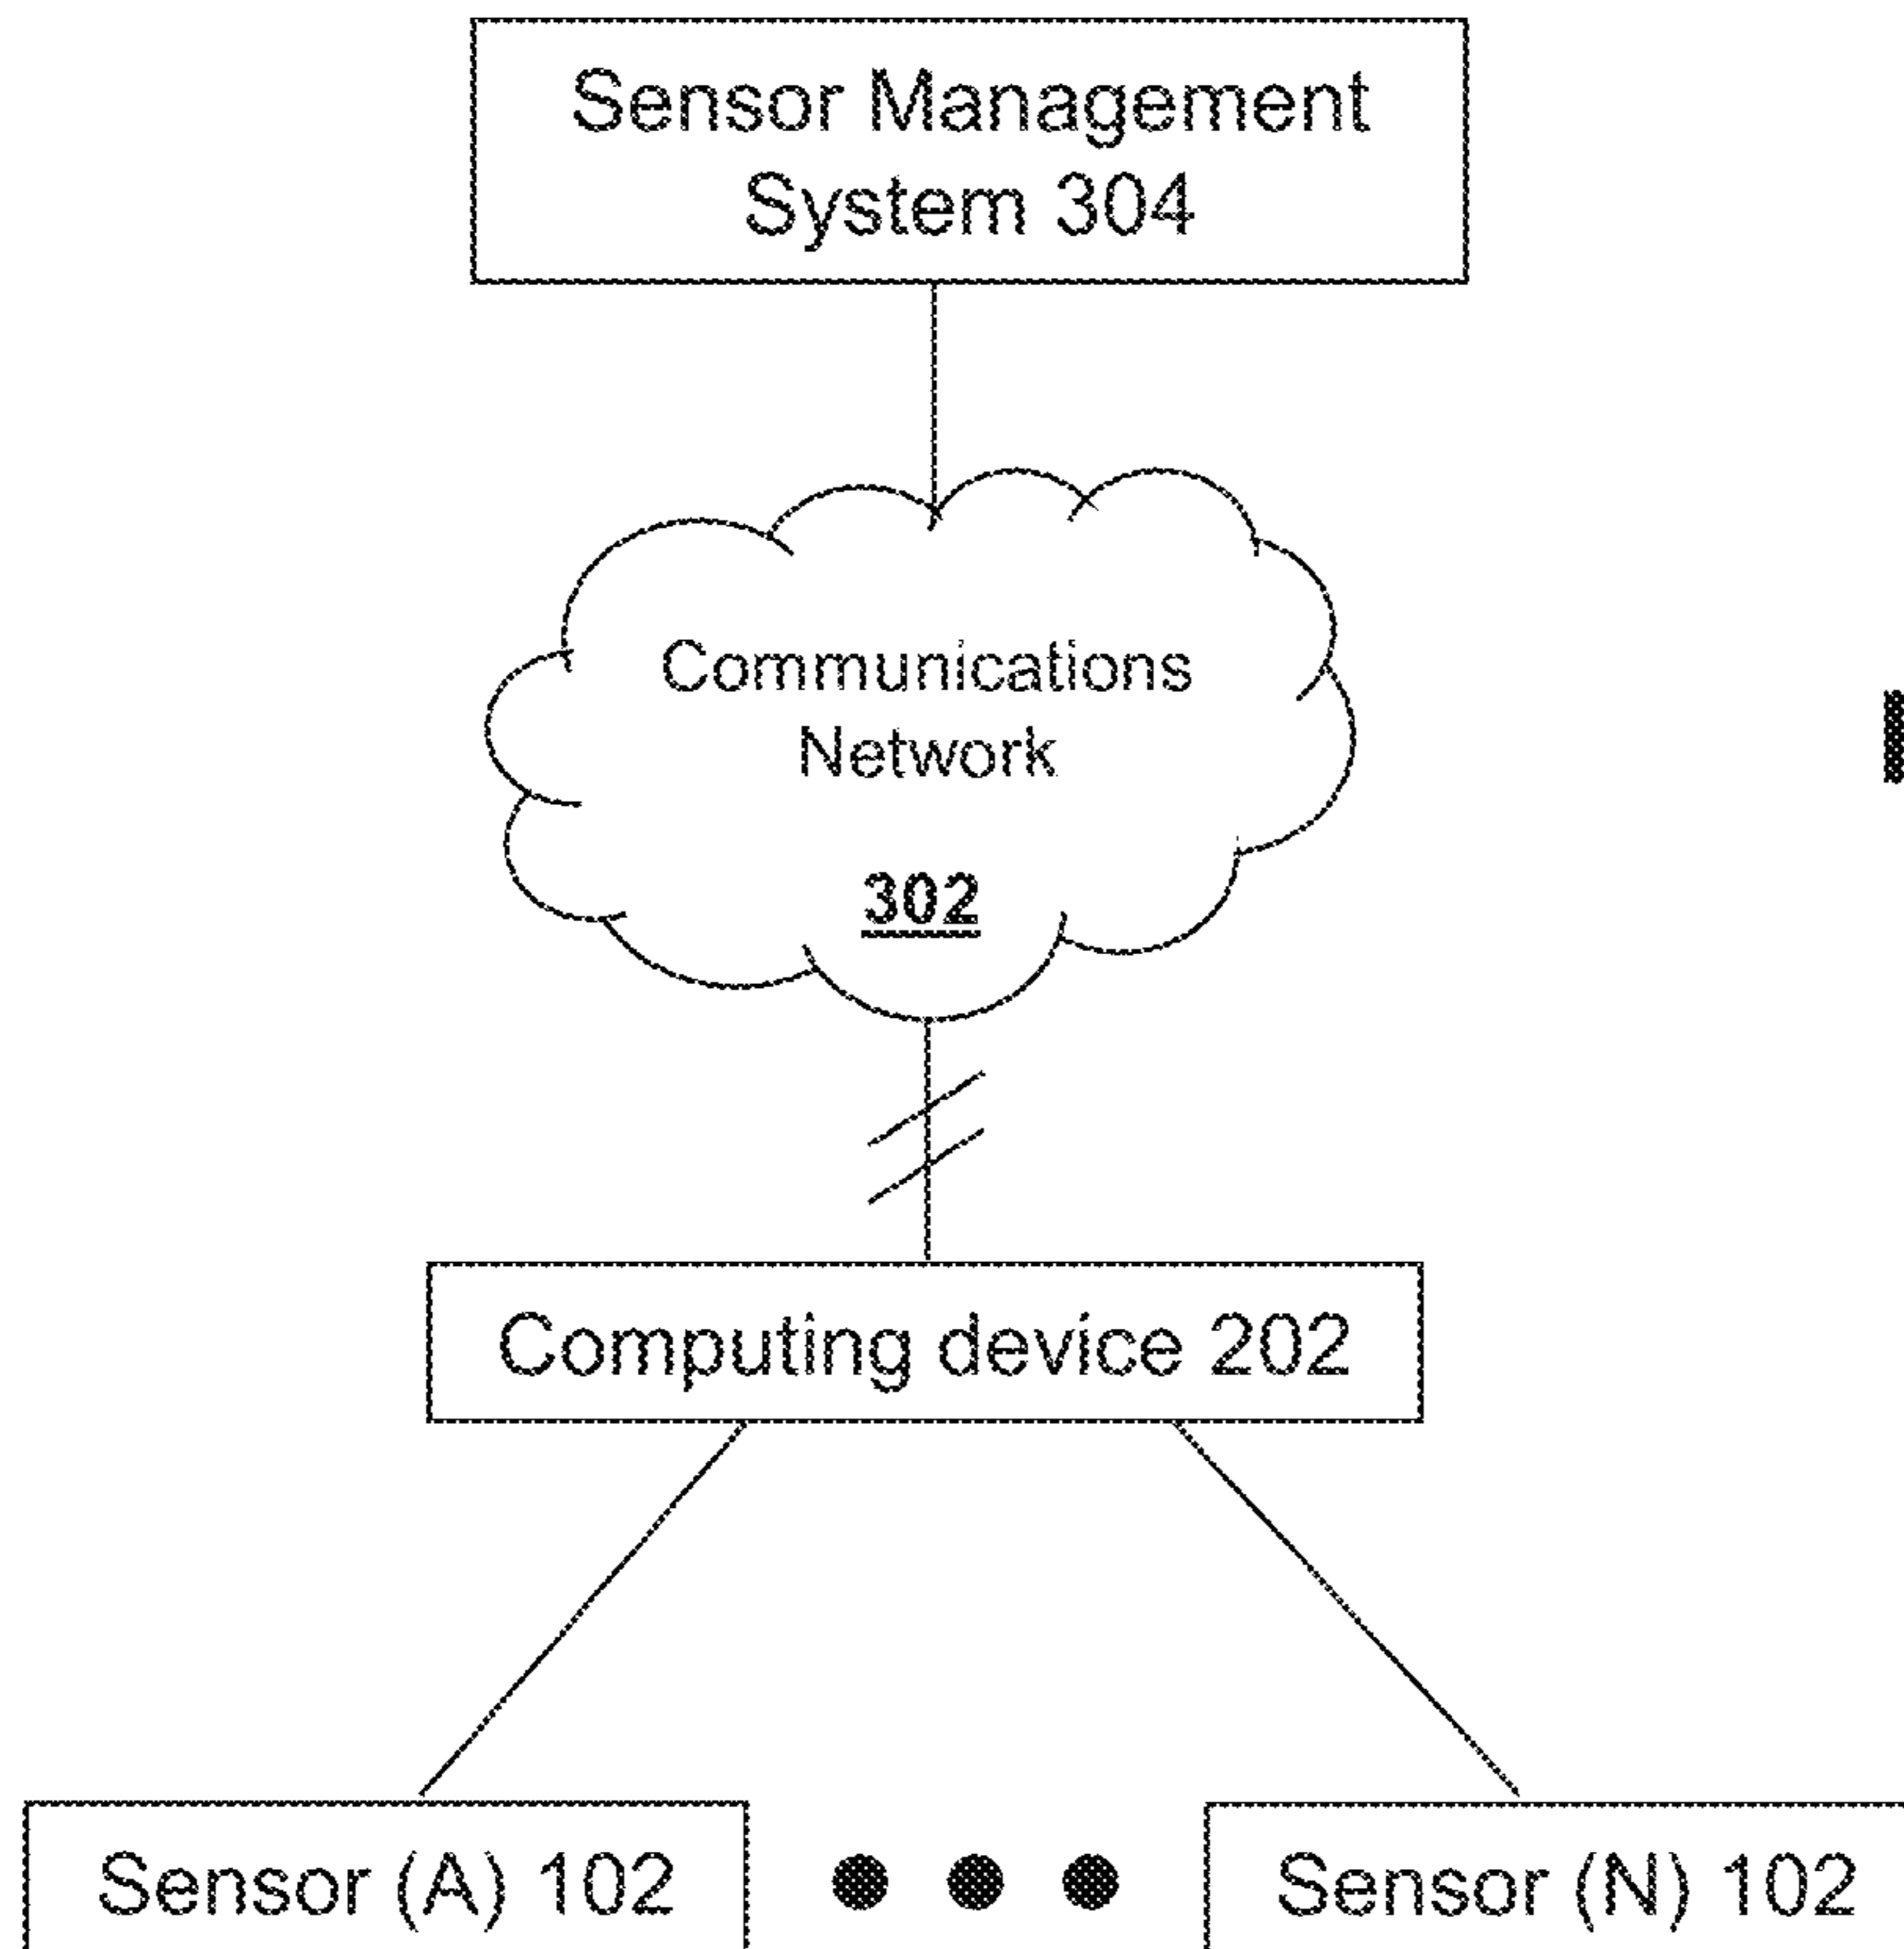 Sensor Management
System 304
Communications
Network
302
Computing device 202
Sensor (A) 102
Sensor (N) 102